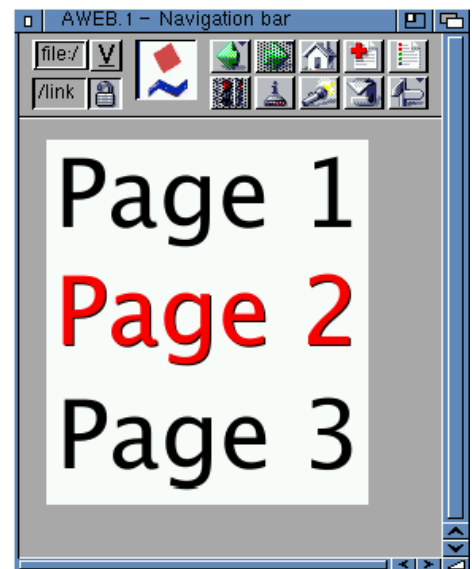 AWEB.1 – Navigation bar
file:/ V
/link
Page 1
Page 2
Page 3